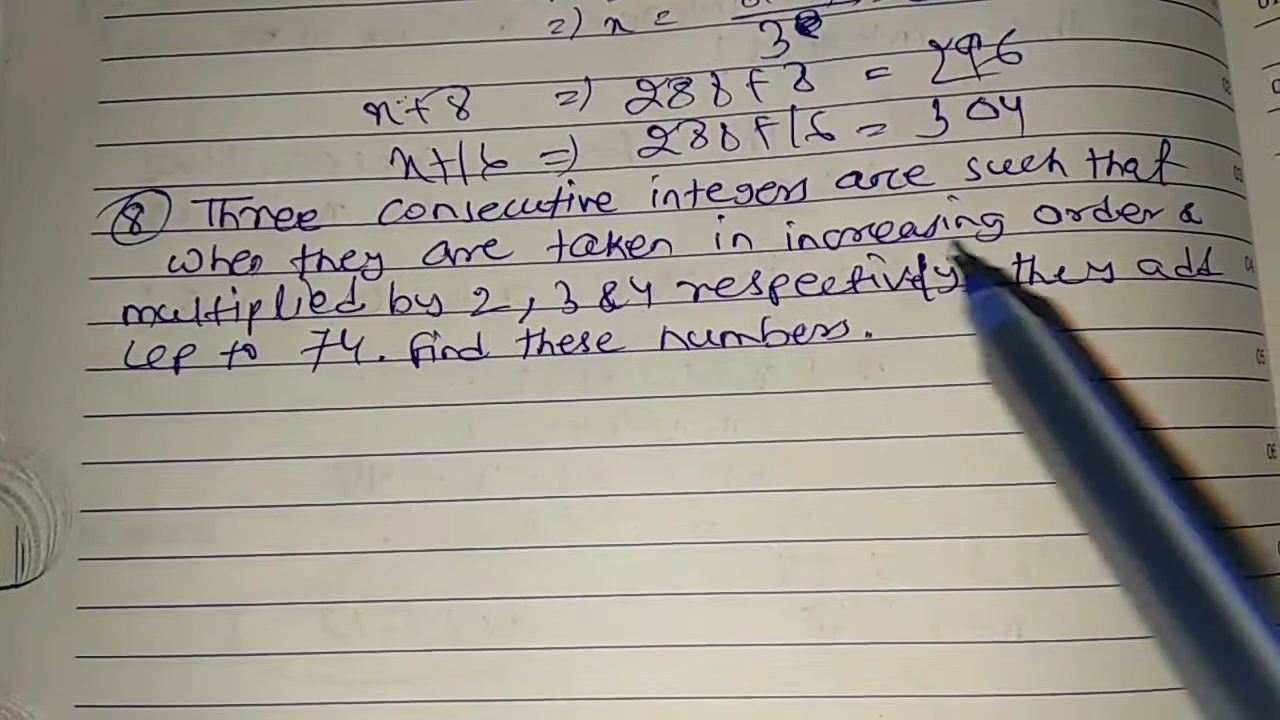 2) x =
3
x+8 =) 288+8 = 296
x+16 =) 288+16 = 304
(8) Three consecutive integers are such that
when they are taken in increasing order &
multiplied by 2, 3 & 4 respectively, they add
up to 74. find these numbers.